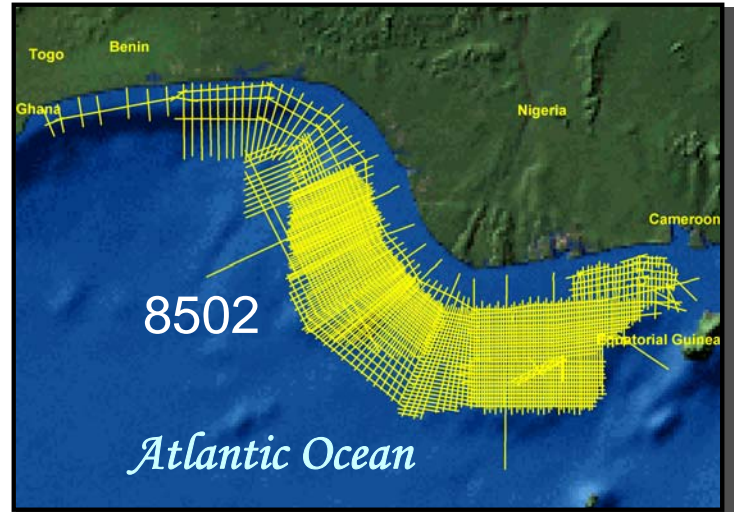 Togo
Benin
Ghana
Nigeria
Cameroon
8502
Equatorial Guinea
Atlantic Ocean